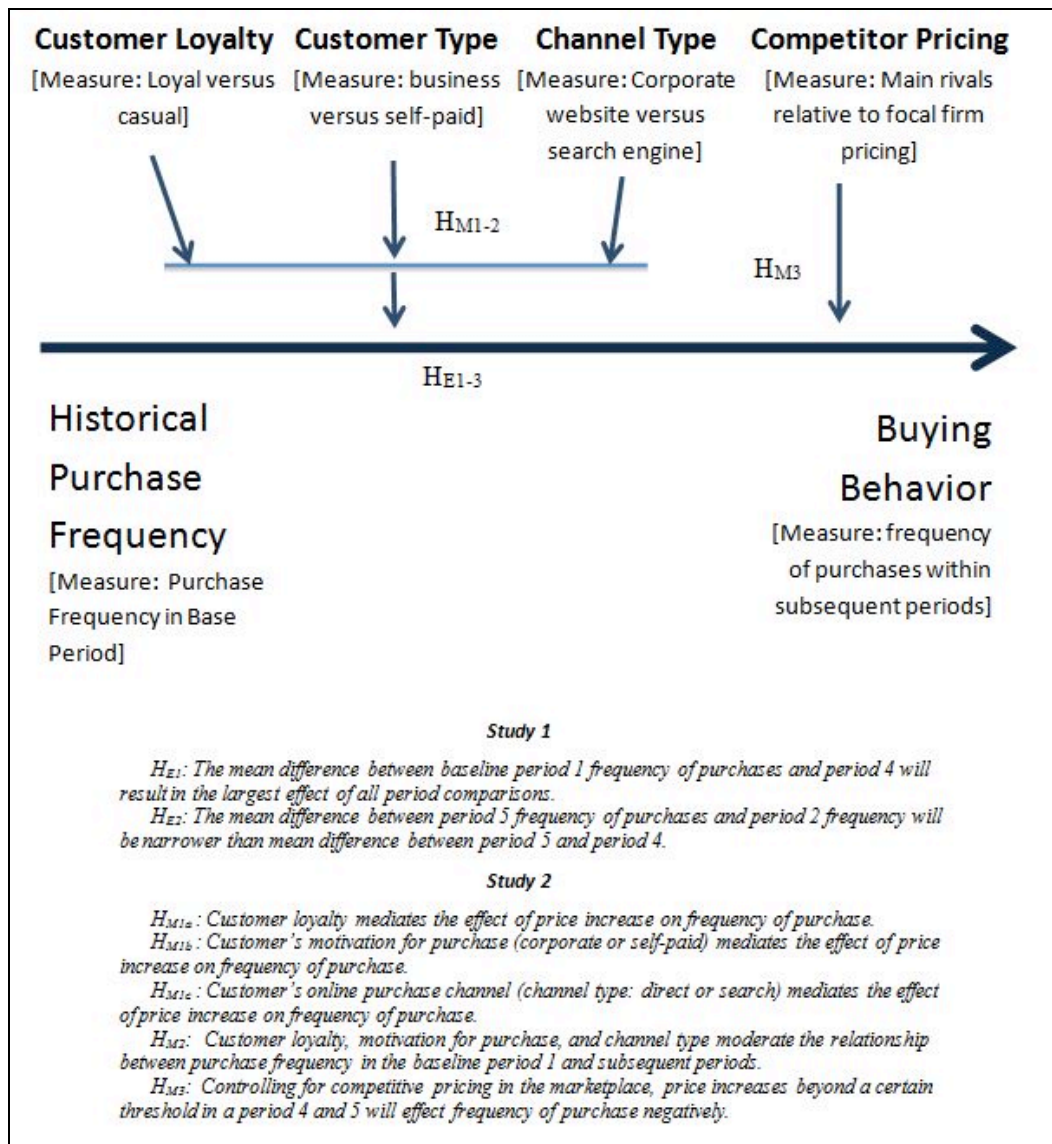 Customer Loyalty
[Measure: Loyal versus
casual]
Customer Type
[Measure: business
versus self-paid]
Channel Type
[Measure: Corporate
website versus
search engine]
Competitor Pricing
[Measure: Main rivals
relative to focal firm
pricing]
HM1-2
HM3
HE1-3
Historical
Purchase
Frequency
[Measure: Purchase
Frequency in Base
Period]
Buying
Behavior
[Measure: frequency
of purchases within
subsequent periods]
Study 1
HE1: The mean difference between baseline period 1 frequency of purchases and period 4 will
result in the largest effect of all period comparisons.
HE2: The mean difference between period 5 frequency of purchases and period 2 frequency will
be narrower than mean difference between period 5 and period 4.
Study 2
HM1a: Customer loyalty mediates the effect of price increase on frequency of purchase.
HM1b: Customer's motivation for purchase (corporate or self-paid) mediates the effect of price
increase on frequency of purchase.
HM1c: Customer's online purchase channel (channel type: direct or search) mediates the effect
of price increase on frequency of purchase.
HM2: Customer loyalty, motivation for purchase, and channel type moderate the relationship
between purchase frequency in the baseline period 1 and subsequent periods.
HM3: Controlling for competitive pricing in the marketplace, price increases beyond a certain
threshold in a period 4 and 5 will effect frequency of purchase negatively.